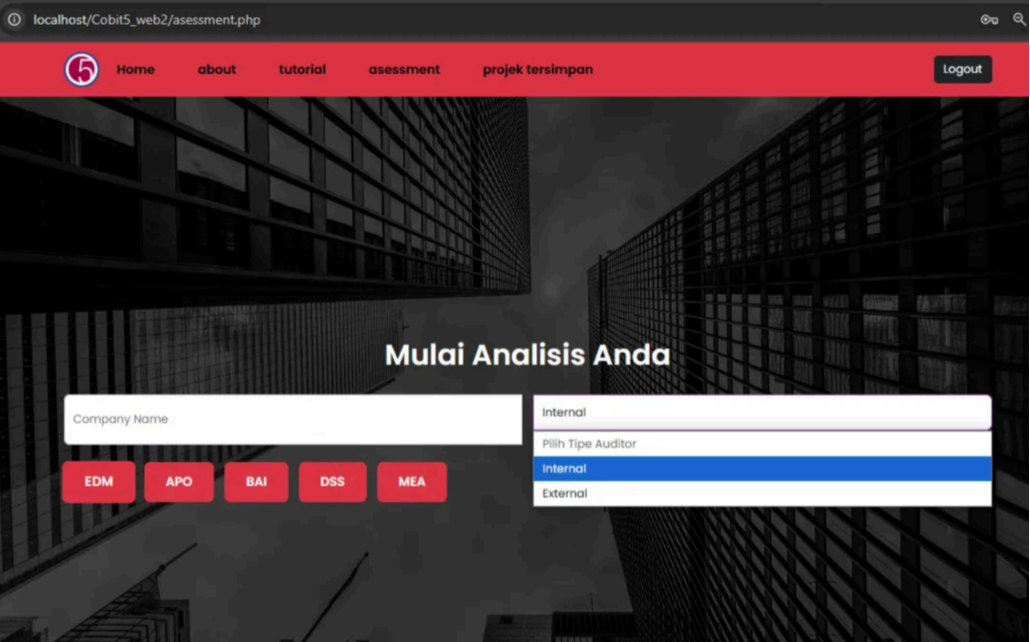 localhost/Cobit5_web2/asessment.php
5 Home about tutorial asessment projek tersimpan Logout
Mulai Analisis Anda
Company Name
Internal
Pilih Tipe Auditor
Internal
External
EDM APO BAI DSS MEA